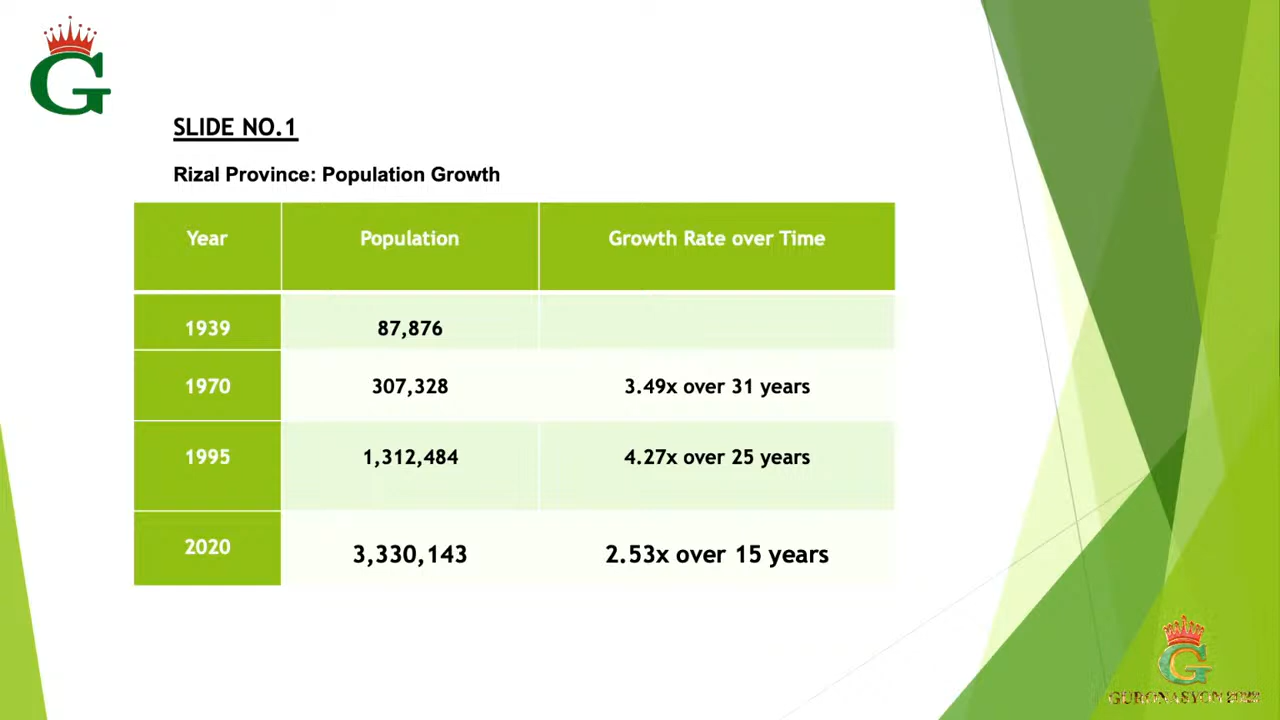 G
SLIDE NO.1
Rizal Province: Population Growth
Year Population Growth Rate over Time
1939 87,876
1970 307,328 3.49x over 31 years
1995 1,312,484 4.27x over 25 years
2020 3,330,143 2.53x over 15 years
G
GURONASYON 2022